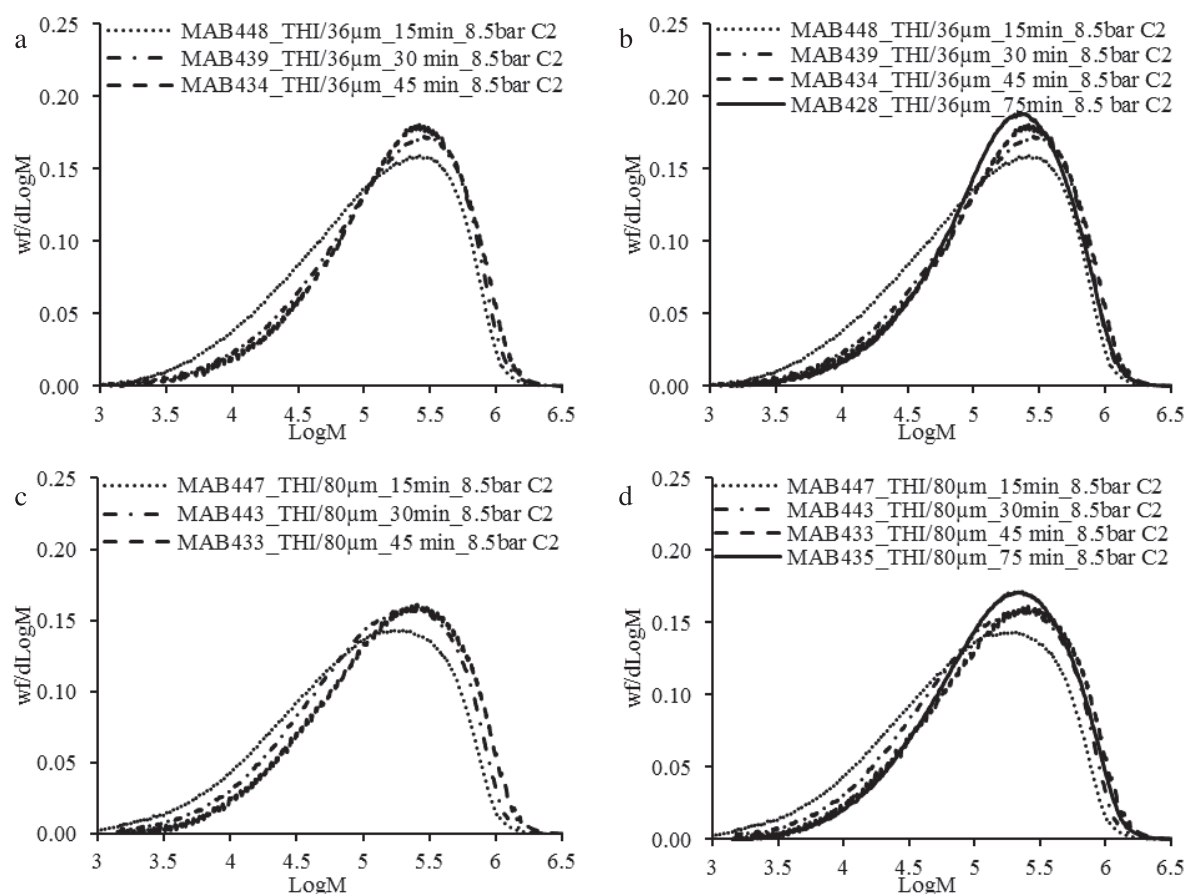 a
0.25
MAB448_THI/36µm_15min_8.5bar C2
MAB439_THI/36µm_30 min_8.5bar C2
MAB434_THI/36µm_45 min_8.5bar C2
0.20
0.15
0.10
0.05
0.00
wf/dLogM
3 3.5 4 4.5 5 5.5 6 6.5
LogM
b
0.25
MAB448_THI/36µm_15min_8.5bar C2
MAB439_THI/36µm_30 min_8.5bar C2
MAB434_THI/36µm_45 min_8.5bar C2
MAB428_THI/36µm_75min_8.5 bar C2
0.20
0.15
0.10
0.05
0.00
wf/dLogM
3 3.5 4 4.5 5 5.5 6 6.5
LogM
c
0.25
MAB447_THI/80µm_15min_8.5bar C2
MAB443_THI/80µm_30min_8.5bar C2
MAB433_THI/80µm_45 min_8.5bar C2
0.20
0.15
0.10
0.05
0.00
wf/dLogM
3 3.5 4 4.5 5 5.5 6 6.5
LogM
d
0.25
MAB447_THI/80µm_15min_8.5bar C2
MAB443_THI/80µm_30min_8.5bar C2
MAB433_THI/80µm_45 min_8.5bar C2
MAB435_THI/80µm_75 min_8.5bar C2
0.20
0.15
0.10
0.05
0.00
wf/dLogM
3 3.5 4 4.5 5 5.5 6 6.5
LogM